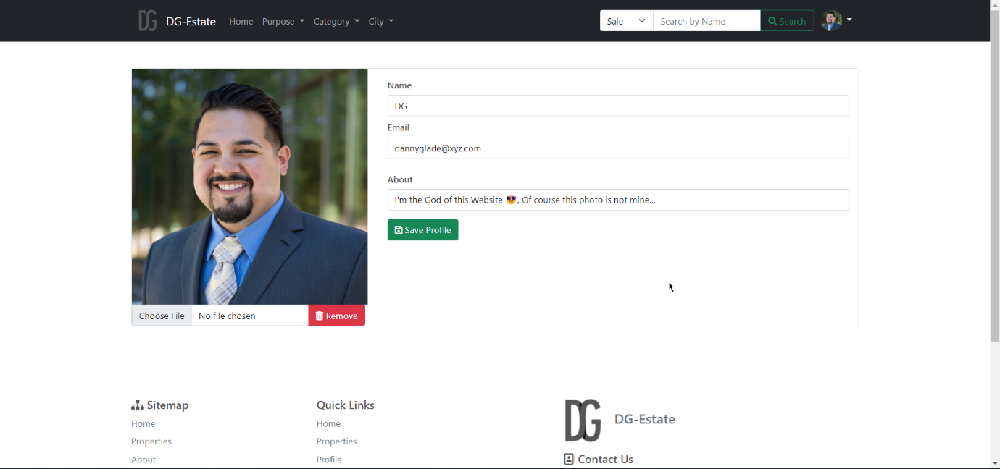 DG DG-Estate Home Purpose Category City Sale Search by Name Search
Name
DG
Email
dannyglade@xyz.com
About
I'm the God of this Website 😎, Of course this photo is not mine...
Save Profile
Choose File No file chosen Remove
Sitemap
Home
Properties
About
Quick Links
Home
Properties
Profile
DG DG-Estate
Contact Us